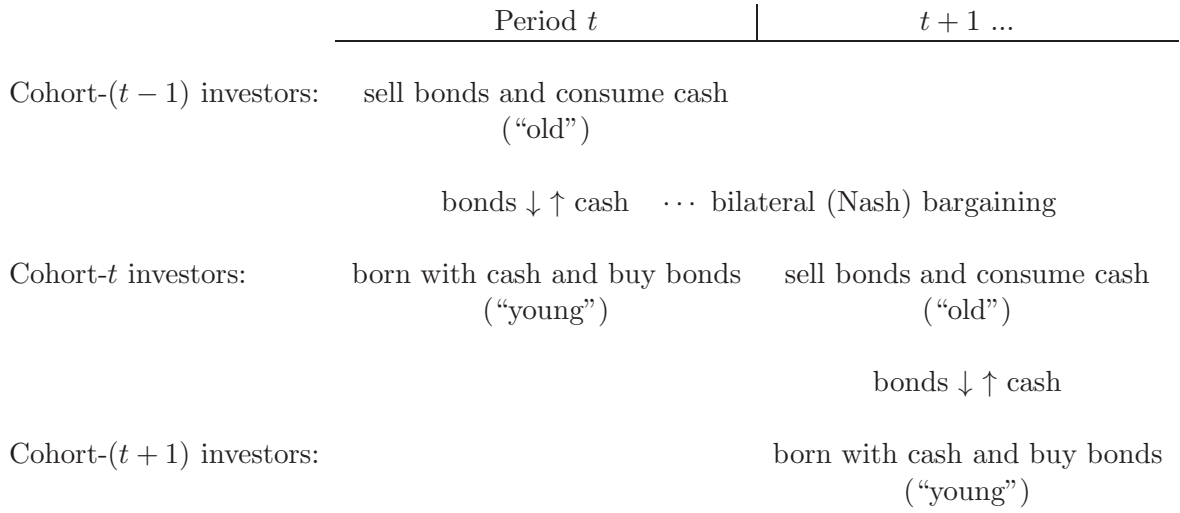 Period t t + 1 ...
Cohort-(t − 1) investors: sell bonds and consume cash
(“old”)
bonds ↓ ↑ cash ⋯ bilateral (Nash) bargaining
Cohort-t investors: born with cash and buy bonds sell bonds and consume cash
(“young”) (“old”)
bonds ↓ ↑ cash
Cohort-(t + 1) investors: born with cash and buy bonds
(“young”)